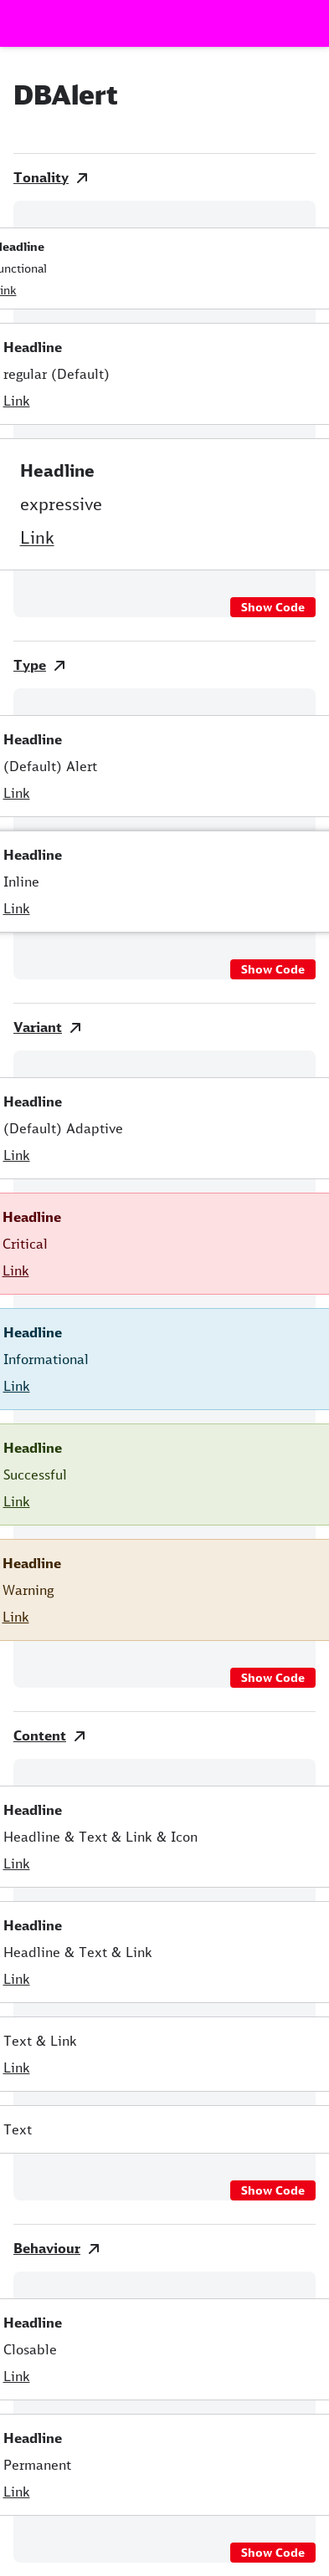 DBAlert
Tonality
Headline
unctional
ink
Headline
regular (Default)
Link
Headline
expressive
Link
Show Code
Type
Headline
(Default) Alert
Link
Headline
Inline
Link
Show Code
Variant
Headline
(Default) Adaptive
Link
Headline
Critical
Link
Headline
Informational
Link
Headline
Successful
Link
Headline
Warning
Link
Show Code
Content
Headline
Headline & Text & Link & Icon
Link
Headline
Headline & Text & Link
Link
Text & Link
Link
Text
Show Code
Behaviour
Headline
Closable
Link
Headline
Permanent
Link
Show Code